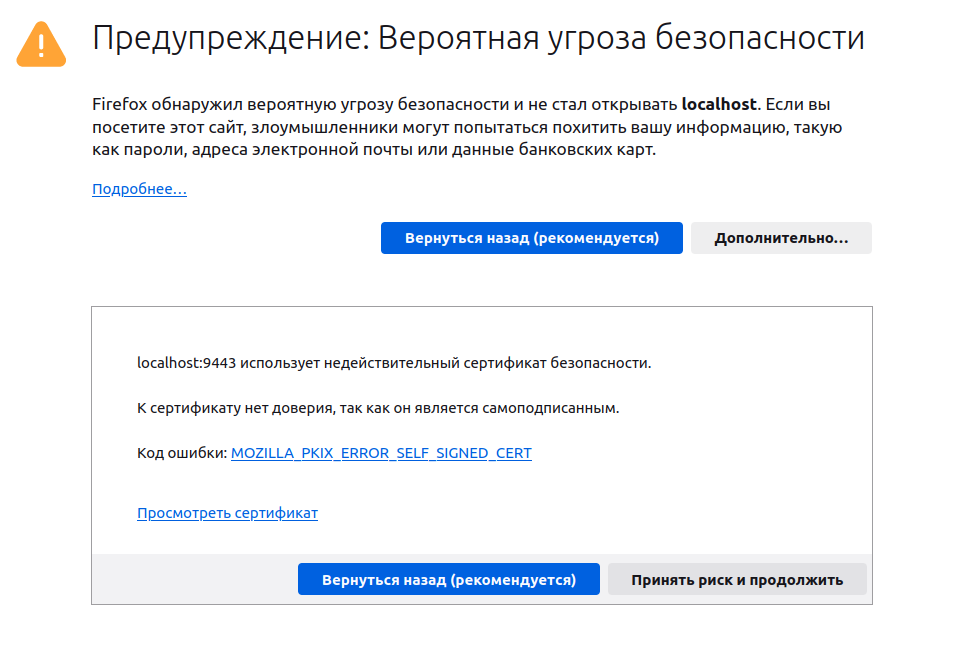 Предупреждение: Вероятная угроза безопасности
Firefox обнаружил вероятную угрозу безопасности и не стал открывать localhost. Если вы
посетите этот сайт, злоумышленники могут попытаться похитить вашу информацию, такую
как пароли, адреса электронной почты или данные банковских карт.
Подробнее…
Вернуться назад (рекомендуется) Дополнительно…
localhost:9443 использует недействительный сертификат безопасности.
К сертификату нет доверия, так как он является самоподписанным.
Код ошибки: MOZILLA_PKIX_ERROR_SELF_SIGNED_CERT
Просмотреть сертификат
Вернуться назад (рекомендуется) Принять риск и продолжить